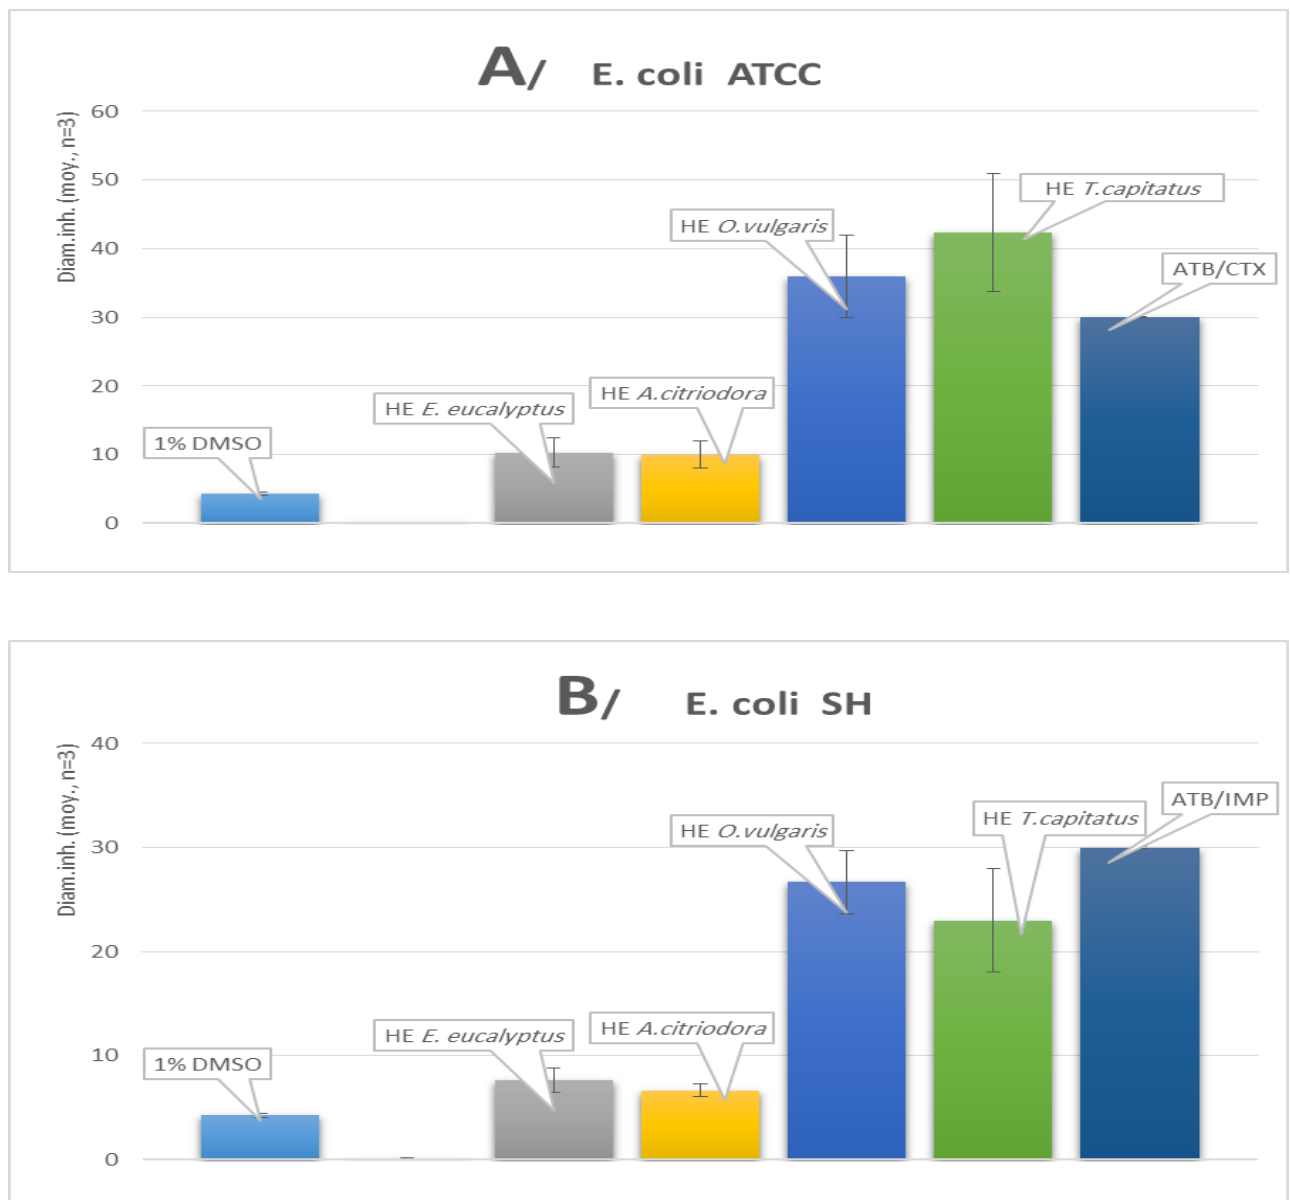 A/ E. coli ATCC
Diam.inh. (moy., n=3)
60
50
40
30
20
10
0
1% DMSO
HE E. eucalyptus
HE A.citriodora
HE O.vulgaris
HE T.capitatus
ATB/CTX
B/ E. coli SH
Diam.inh. (moy., n=3)
40
30
20
10
0
1% DMSO
HE E. eucalyptus
HE A.citriodora
HE O.vulgaris
HE T.capitatus
ATB/IMP